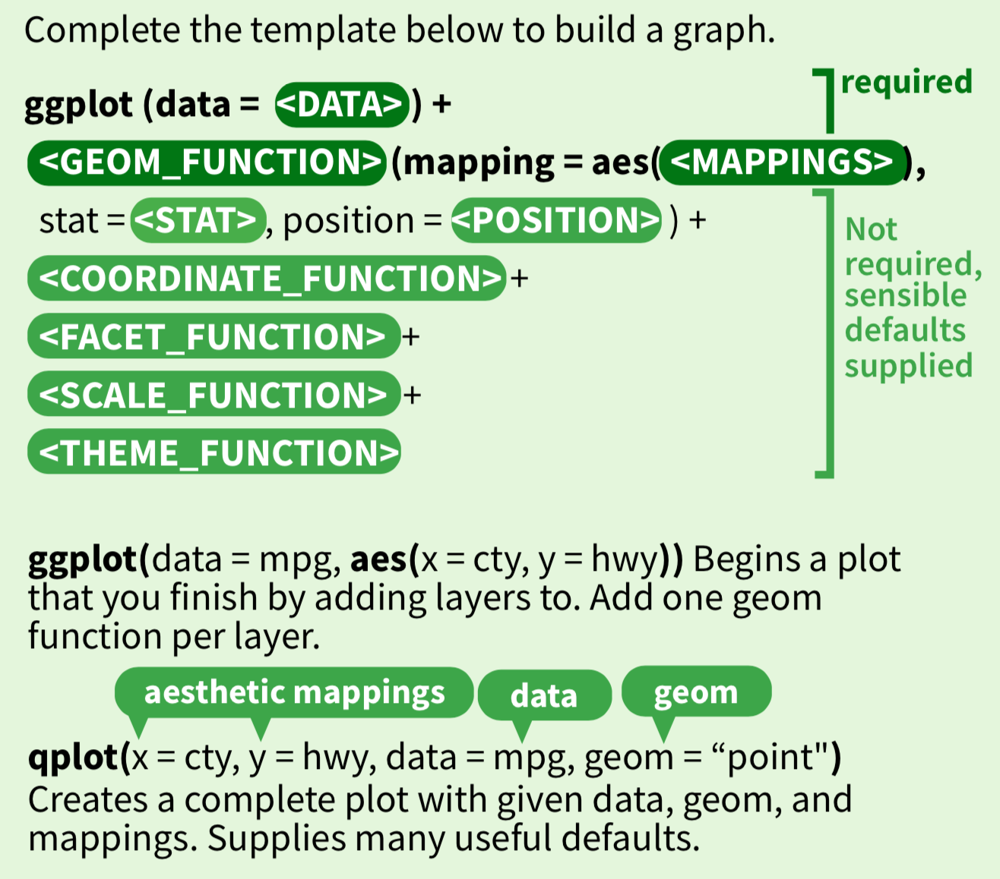 Complete the template below to build a graph.
required
ggplot (data = <DATA>) +
<GEOM_FUNCTION>(mapping = aes(<MAPPINGS>),
stat = <STAT>, position = <POSITION>) +
Not
required,
sensible
defaults
supplied
<COORDINATE_FUNCTION> +
<FACET_FUNCTION> +
<SCALE_FUNCTION> +
<THEME_FUNCTION>
ggplot(data = mpg, aes(x = cty, y = hwy)) Begins a plot
that you finish by adding layers to. Add one geom
function per layer.
aesthetic mappings data geom
qplot(x = cty, y = hwy, data = mpg, geom = “point")
Creates a complete plot with given data, geom, and
mappings. Supplies many useful defaults.